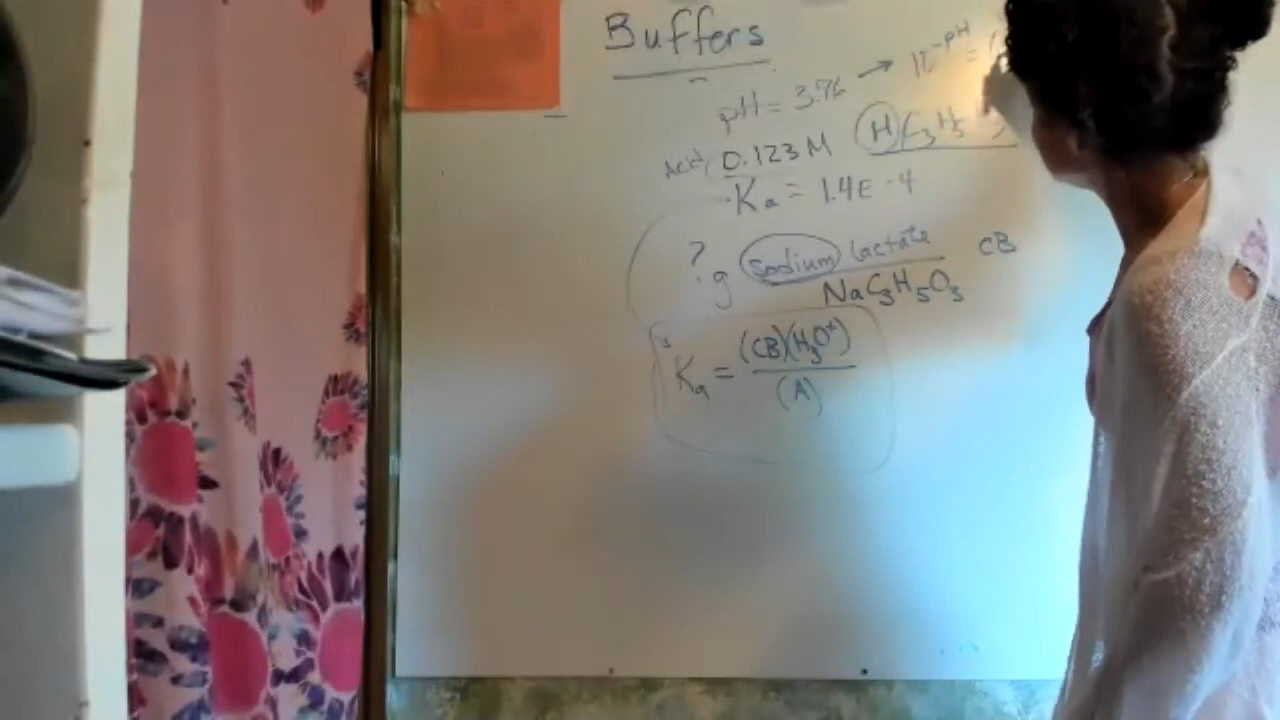 Buffers
pH = 3.76 → 10^-pH =
Acid, 0.123 M HC3H5
Ka = 1.4E-4
? g sodium lactate CB
NaC3H5O3
Ka = (CB)(H3O+)
(A)